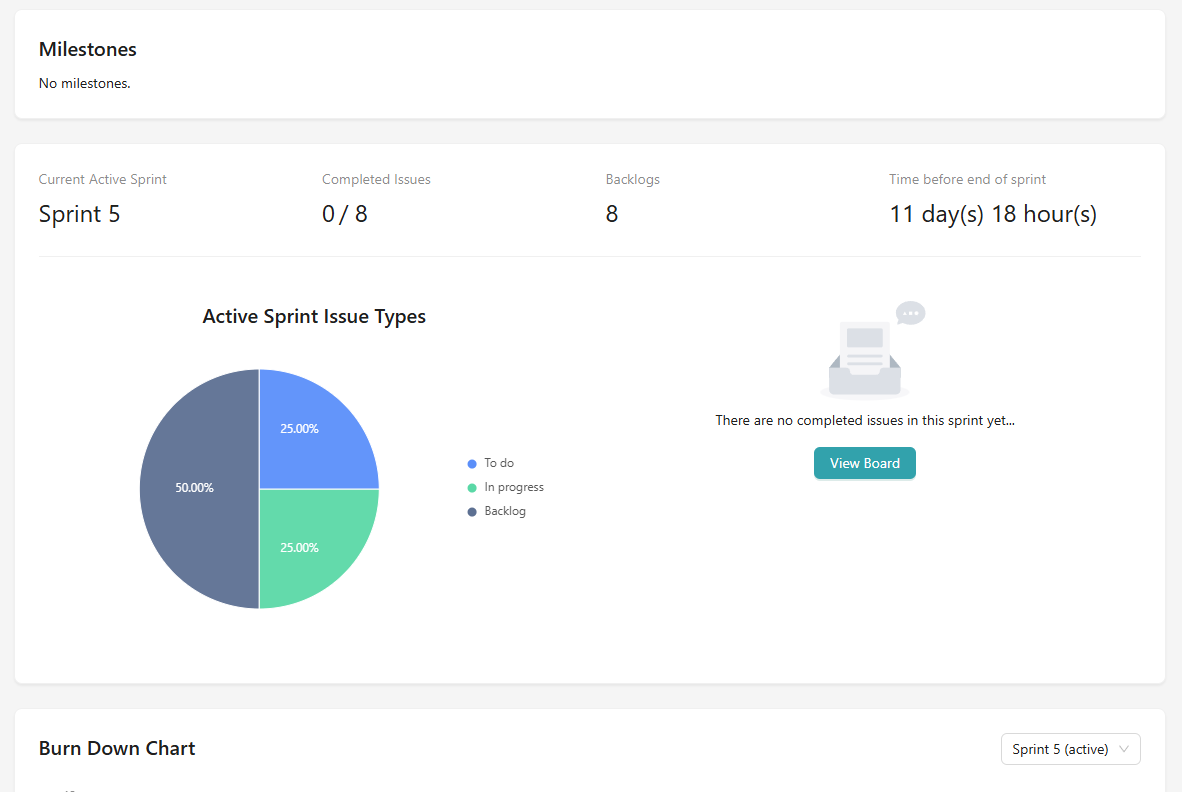 Milestones
No milestones.
Current Active Sprint
Sprint 5
Completed Issues
0 / 8
Backlogs
8
Time before end of sprint
11 day(s) 18 hour(s)
Active Sprint Issue Types
25.00%
50.00%
25.00%
To do
In progress
Backlog
There are no completed issues in this sprint yet...
View Board
Burn Down Chart
Sprint 5 (active)